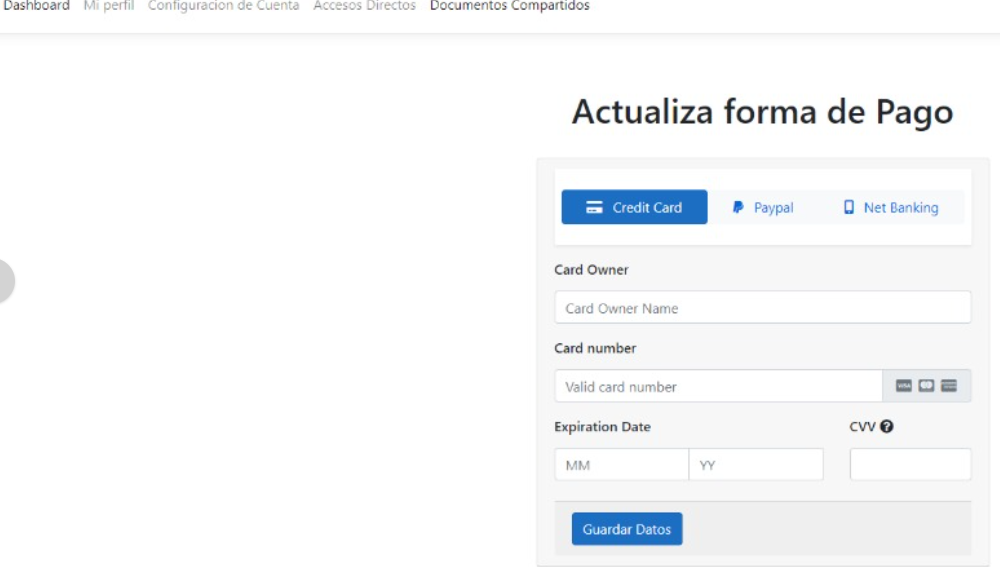 Dashboard Mi perfil Configuracion de Cuenta Accesos Directos Documentos Compartidos
Actualiza forma de Pago
Credit Card Paypal Net Banking
Card Owner
Card Owner Name
Card number
Valid card number VISA
Expiration Date CVV ?
MM YY
Guardar Datos